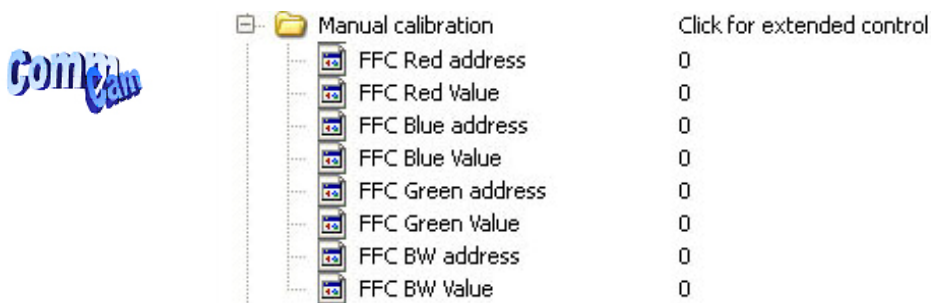 CommCam
Manual calibration Click for extended control
FFC Red address 0
FFC Red Value 0
FFC Blue address 0
FFC Blue Value 0
FFC Green address 0
FFC Green Value 0
FFC BW address 0
FFC BW Value 0